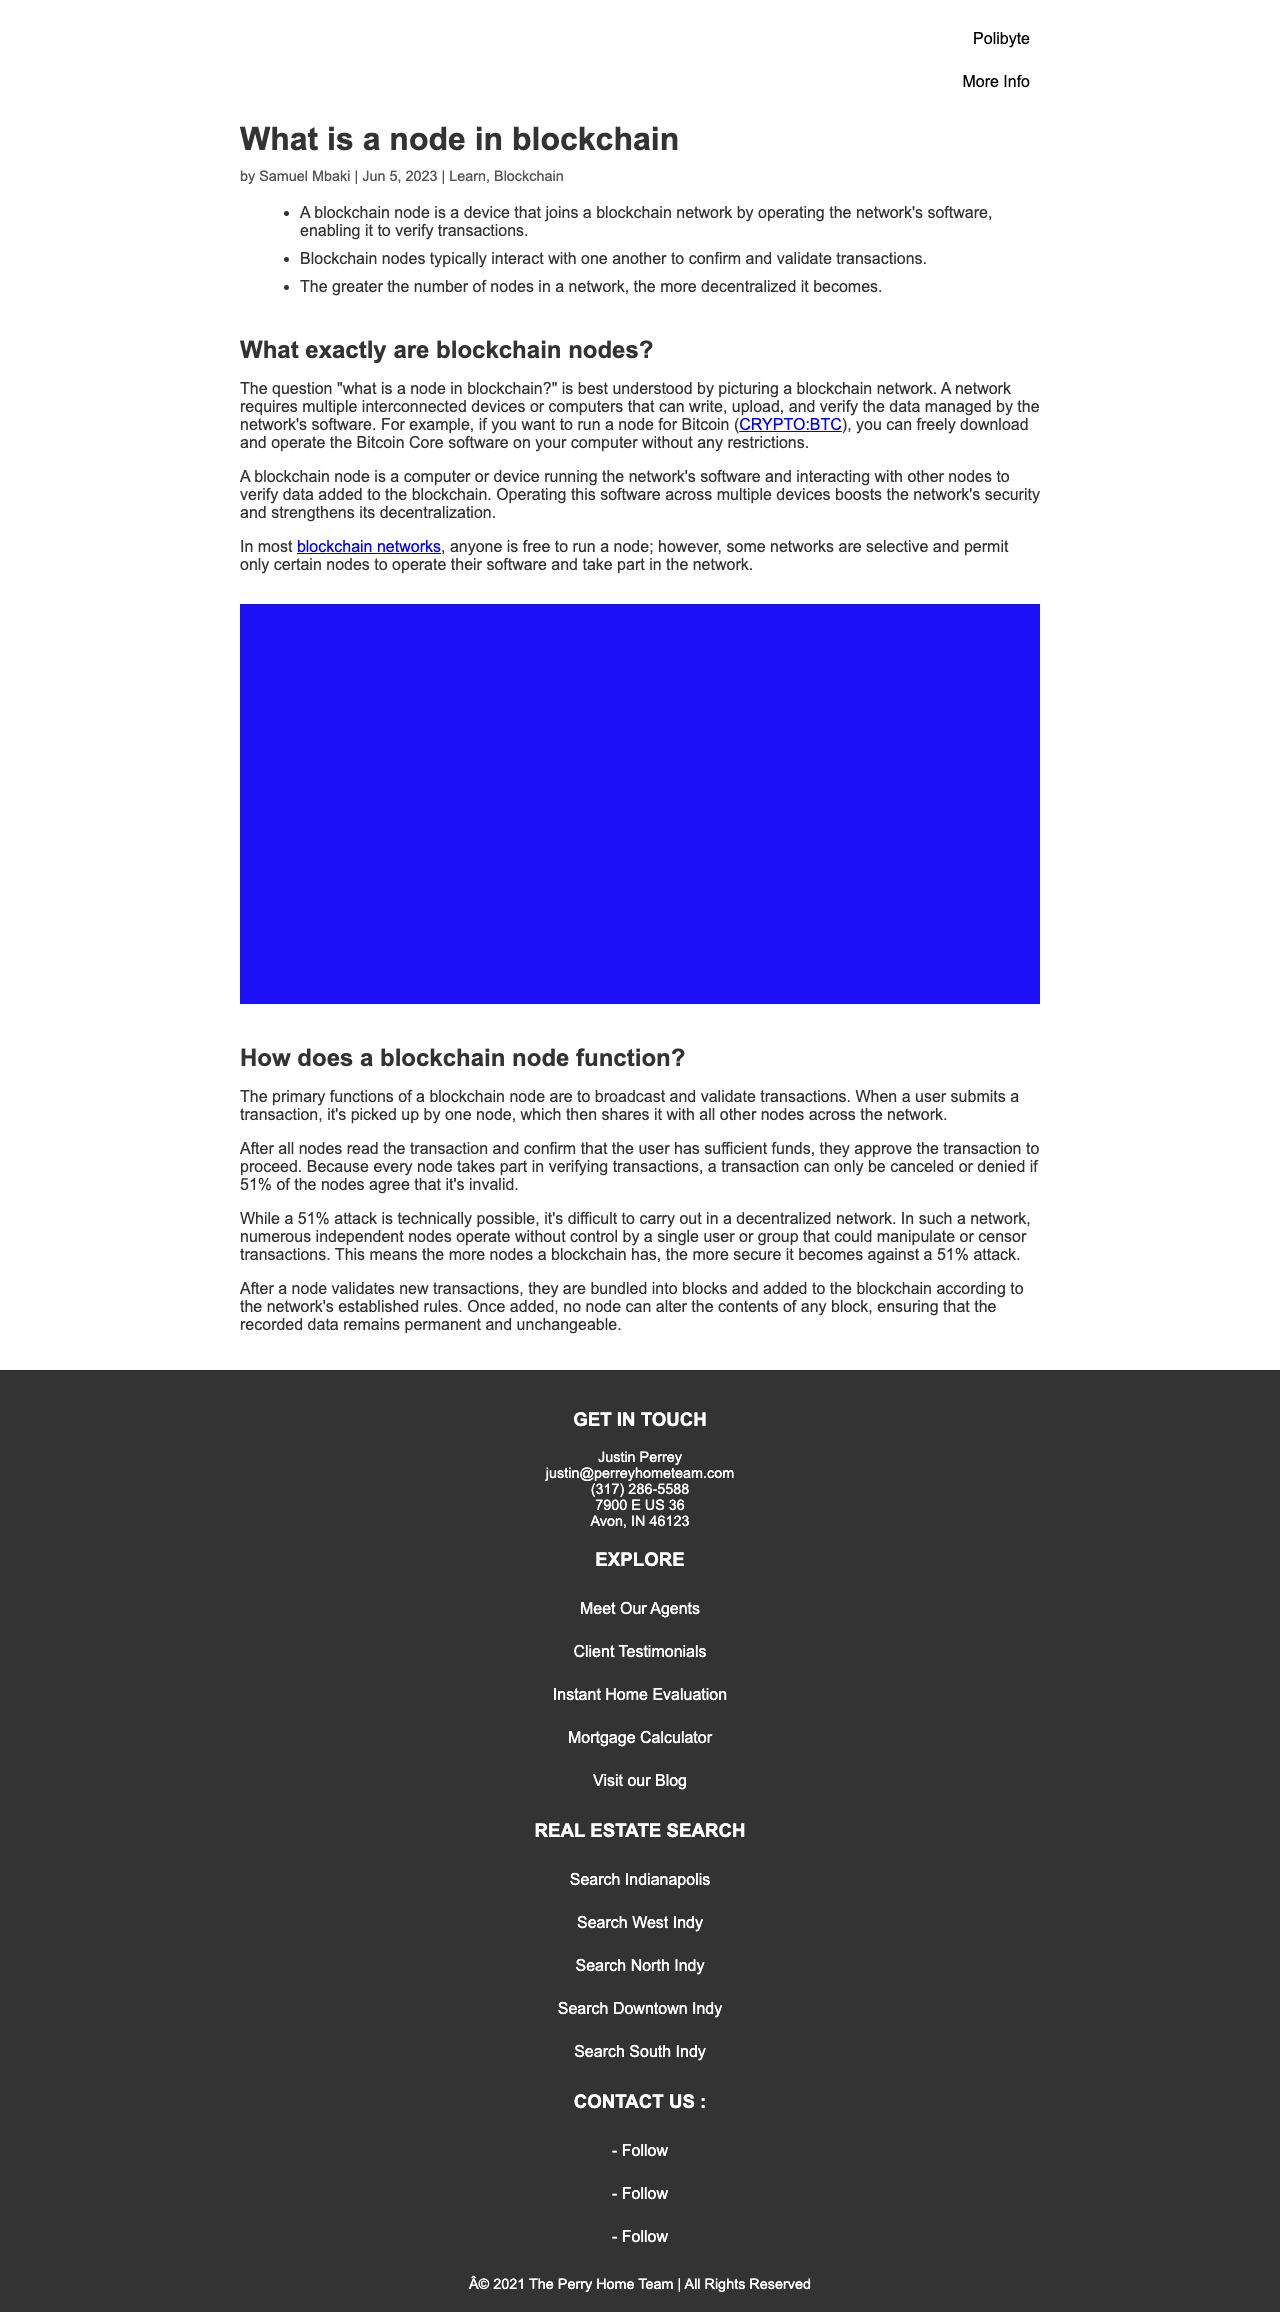 Polibyte
More Info
What is a node in blockchain
by Samuel Mbaki | Jun 5, 2023 | Learn, Blockchain
• A blockchain node is a device that joins a blockchain network by operating the network's software,
enabling it to verify transactions.
• Blockchain nodes typically interact with one another to confirm and validate transactions.
• The greater the number of nodes in a network, the more decentralized it becomes.
What exactly are blockchain nodes?
The question "what is a node in blockchain?" is best understood by picturing a blockchain network. A network
requires multiple interconnected devices or computers that can write, upload, and verify the data managed by the
network's software. For example, if you want to run a node for Bitcoin (CRYPTO:BTC), you can freely download
and operate the Bitcoin Core software on your computer without any restrictions.
A blockchain node is a computer or device running the network's software and interacting with other nodes to
verify data added to the blockchain. Operating this software across multiple devices boosts the network's security
and strengthens its decentralization.
In most blockchain networks, anyone is free to run a node; however, some networks are selective and permit
only certain nodes to operate their software and take part in the network.
How does a blockchain node function?
The primary functions of a blockchain node are to broadcast and validate transactions. When a user submits a
transaction, it's picked up by one node, which then shares it with all other nodes across the network.
After all nodes read the transaction and confirm that the user has sufficient funds, they approve the transaction to
proceed. Because every node takes part in verifying transactions, a transaction can only be canceled or denied if
51% of the nodes agree that it's invalid.
While a 51% attack is technically possible, it's difficult to carry out in a decentralized network. In such a network,
numerous independent nodes operate without control by a single user or group that could manipulate or censor
transactions. This means the more nodes a blockchain has, the more secure it becomes against a 51% attack.
After a node validates new transactions, they are bundled into blocks and added to the blockchain according to
the network's established rules. Once added, no node can alter the contents of any block, ensuring that the
recorded data remains permanent and unchangeable.
GET IN TOUCH
Justin Perrey
justin@perreyhometeam.com
(317) 286-5588
7900 E US 36
Avon, IN 46123
EXPLORE
Meet Our Agents
Client Testimonials
Instant Home Evaluation
Mortgage Calculator
Visit our Blog
REAL ESTATE SEARCH
Search Indianapolis
Search West Indy
Search North Indy
Search Downtown Indy
Search South Indy
CONTACT US :
- Follow
- Follow
- Follow
Â© 2021 The Perry Home Team | All Rights Reserved